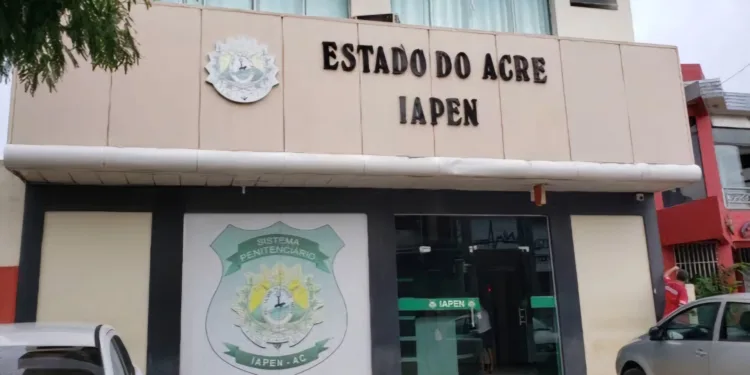 ESTADO DO ACRE
IAPEN
SISTEMA
PENITENCIÁRIO
IAPEN - AC
IAPEN